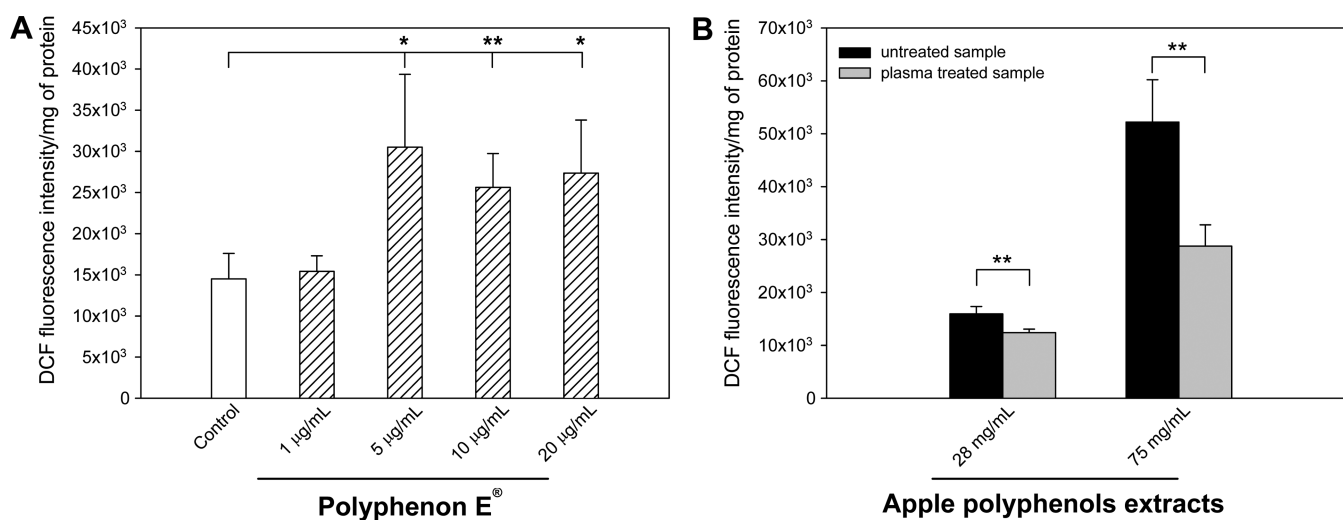 A
DCF fluorescence intensity/mg of protein
45x10³
40x10³
35x10³
30x10³
25x10³
20x10³
15x10³
10x10³
5x10³
0
*
**
*
Control
1 µg/mL
5 µg/mL
10 µg/mL
20 µg/mL
Polyphenon E®
B
DCF fluorescence intensity/mg of protein
70x10³
60x10³
50x10³
40x10³
30x10³
20x10³
10x10³
0
untreated sample
plasma treated sample
**
**
28 mg/mL
75 mg/mL
Apple polyphenols extracts